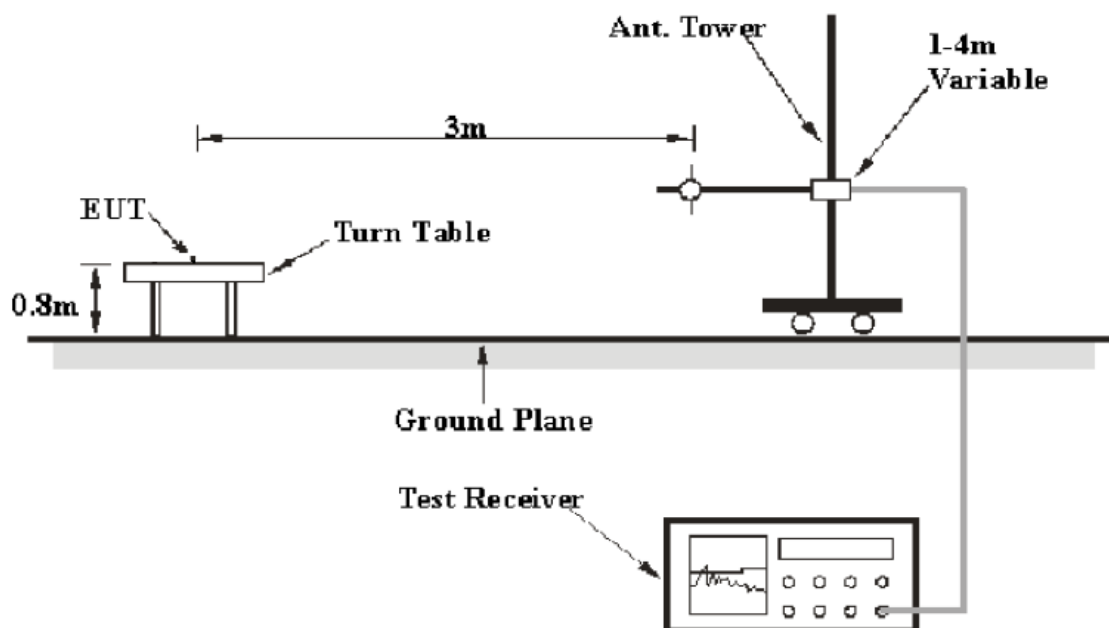 Ant. Tower
1-4m
Variable
3m
EUT
Turn Table
0.8m
Ground Plane
Test Receiver